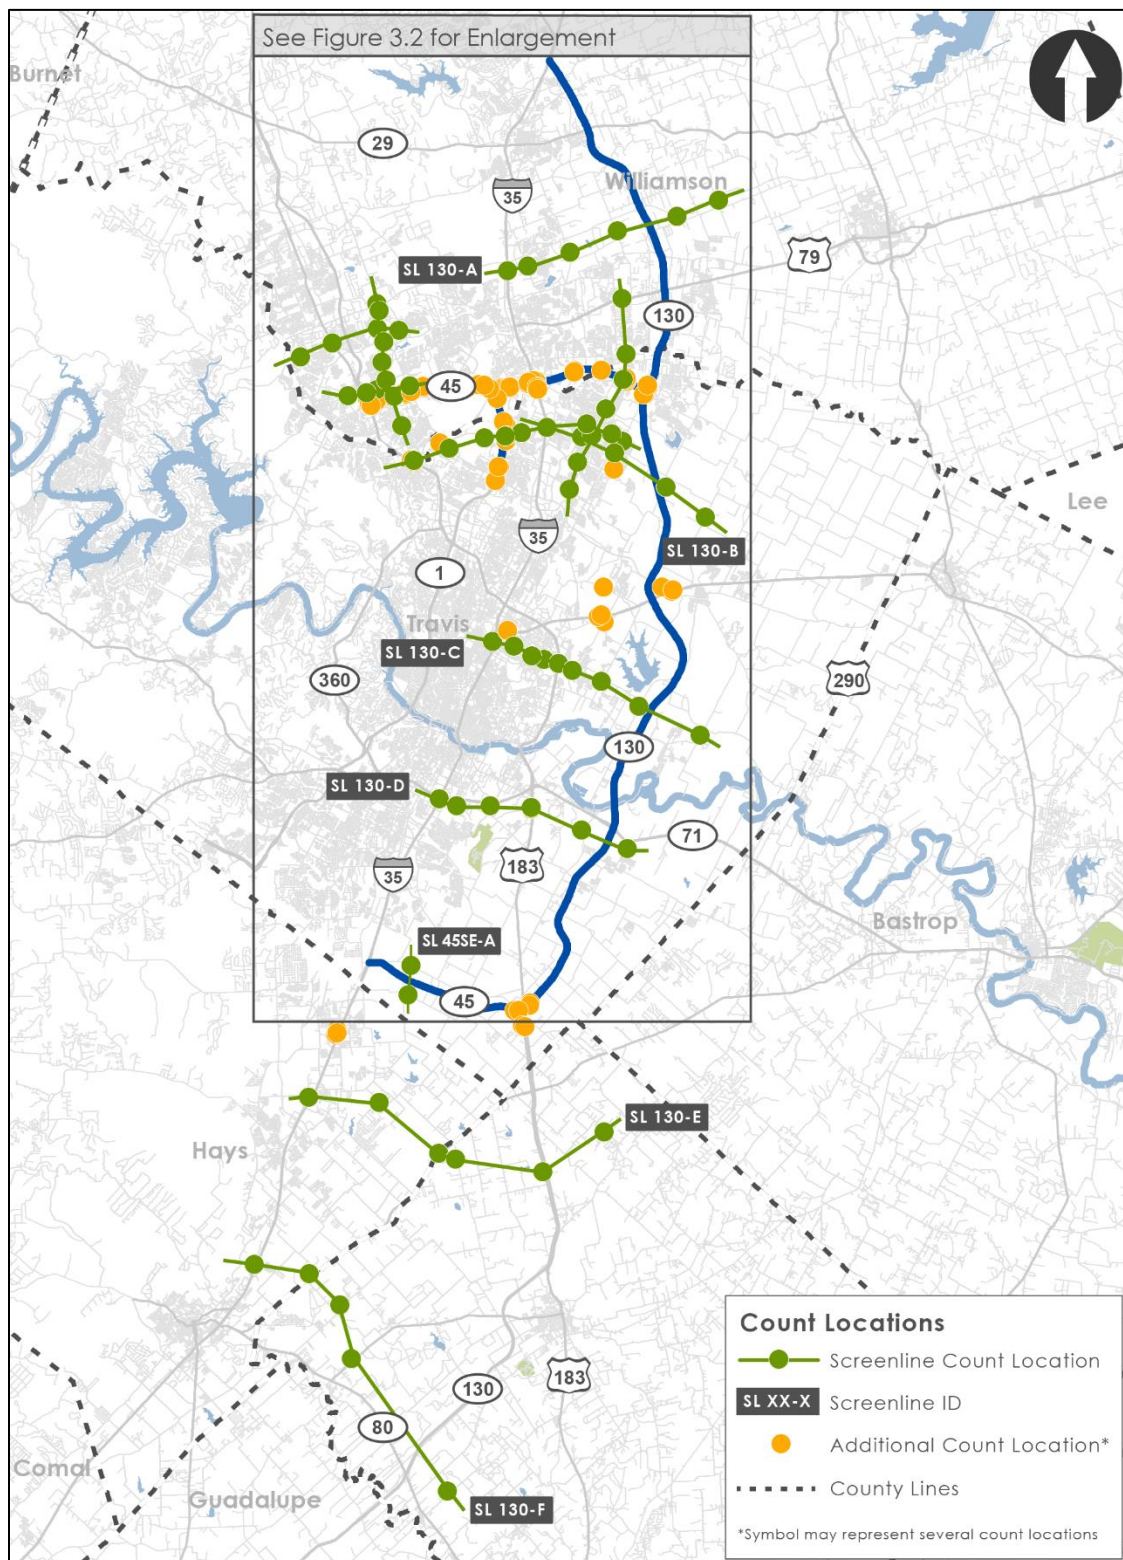 See Figure 3.2 for Enlargement
Burnet
29
35
Williamson
79
SL 130-A
130
45
Lee
35
SL 130-B
1
Travis
SL 130-C
360
290
130
SL 130-D
71
183
35
Bastrop
SL 45SE-A
45
SL 130-E
Hays
Count Locations
Screenline Count Location
183
130
SL XX-X Screenline ID
80
Additional Count Location*
Comal
County Lines
Guadalupe
SL 130-F
*Symbol may represent several count locations